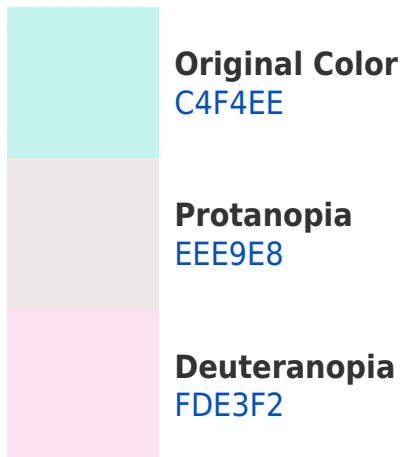 Original Color
C4F4EE
Protanopia
EEE9E8
Deuteranopia
FDE3F2